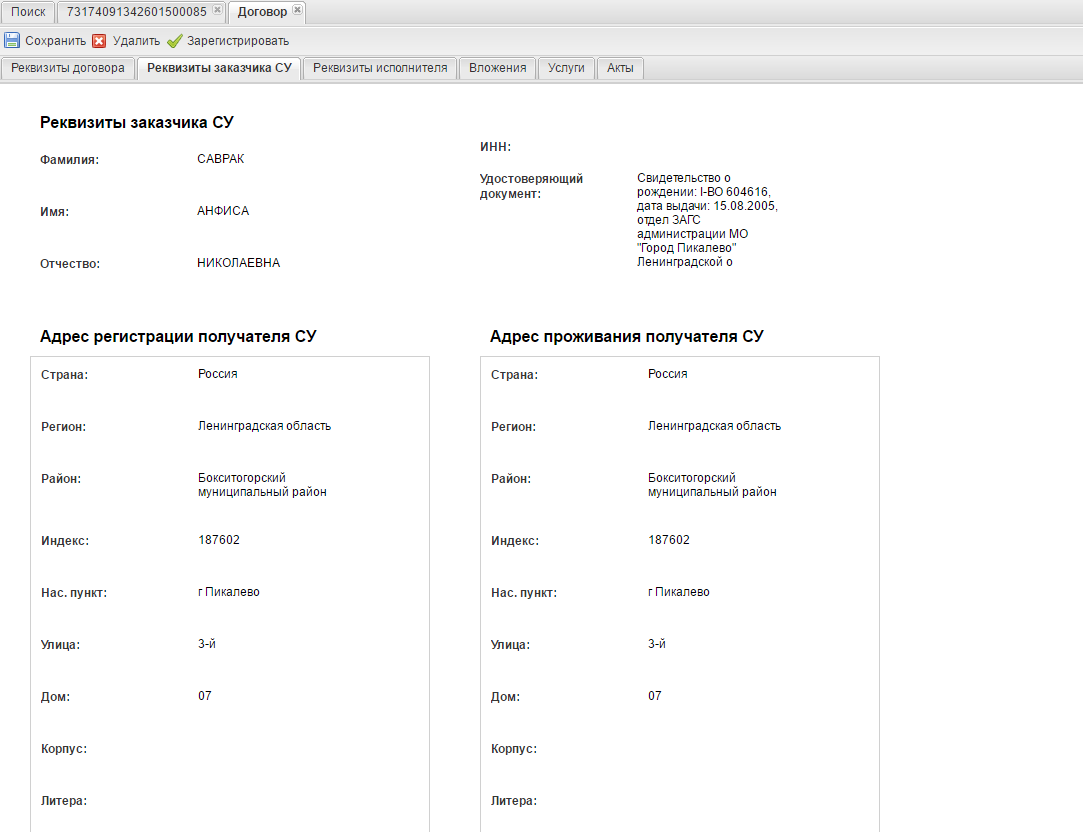 Поиск 73174091342601500085 Договор
Сохранить Удалить Зарегистрировать
Реквизиты договора Реквизиты заказчика СУ Реквизиты исполнителя Вложения Услуги Акты
Реквизиты заказчика СУ
Фамилия: САВРАК
Имя: АНФИСА
Отчество: НИКОЛАЕВНА
ИНН:
Удостоверяющий
документ:
Свидетельство о
рождении: I-ВО 604616,
дата выдачи: 15.08.2005,
отдел ЗАГС
администрации МО
"Город Пикалево"
Ленинградской о
Адрес регистрации получателя СУ
Страна: Россия
Регион: Ленинградская область
Район: Бокситогорский
муниципальный район
Индекс: 187602
Нас. пункт: г Пикалево
Улица: 3-й
Дом: 07
Корпус:
Литера:
Адрес проживания получателя СУ
Страна: Россия
Регион: Ленинградская область
Район: Бокситогорский
муниципальный район
Индекс: 187602
Нас. пункт: г Пикалево
Улица: 3-й
Дом: 07
Корпус:
Литера: